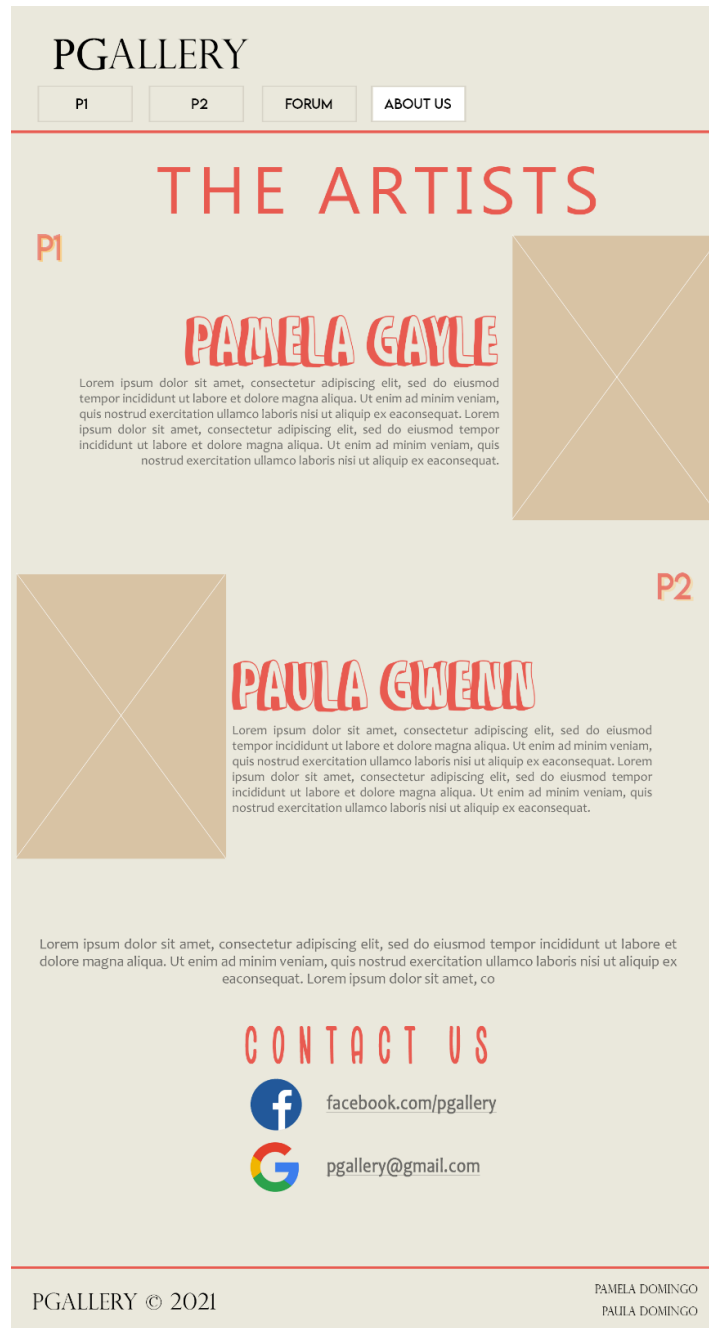 PGALLERY
P1 P2 FORUM ABOUT US
THE ARTISTS
P1
PAMELA GAYLE
Lorem ipsum dolor sit amet, consectetur adipiscing elit, sed do eiusmod
tempor incididunt ut labore et dolore magna aliqua. Ut enim ad minim veniam,
quis nostrud exercitation ullamco laboris nisi ut aliquip ex eaconsequat. Lorem
ipsum dolor sit amet, consectetur adipiscing elit, sed do eiusmod tempor
incididunt ut labore et dolore magna aliqua. Ut enim ad minim veniam, quis
nostrud exercitation ullamco laboris nisi ut aliquip ex eaconsequat.
P2
PAULA GWENN
Lorem ipsum dolor sit amet, consectetur adipiscing elit, sed do eiusmod
tempor incididunt ut labore et dolore magna aliqua. Ut enim ad minim veniam,
quis nostrud exercitation ullamco laboris nisi ut aliquip ex eaconsequat. Lorem
ipsum dolor sit amet, consectetur adipiscing elit, sed do eiusmod tempor
incididunt ut labore et dolore magna aliqua. Ut enim ad minim veniam, quis
nostrud exercitation ullamco laboris nisi ut aliquip ex eaconsequat.
Lorem ipsum dolor sit amet, consectetur adipiscing elit, sed do eiusmod tempor incididunt ut labore et
dolore magna aliqua. Ut enim ad minim veniam, quis nostrud exercitation ullamco laboris nisi ut aliquip ex
eaconsequat. Lorem ipsum dolor sit amet, co
CONTACT US
facebook.com/pgallery
pgallery@gmail.com
PGALLERY © 2021
PAMELA DOMINGO
PAULA DOMINGO